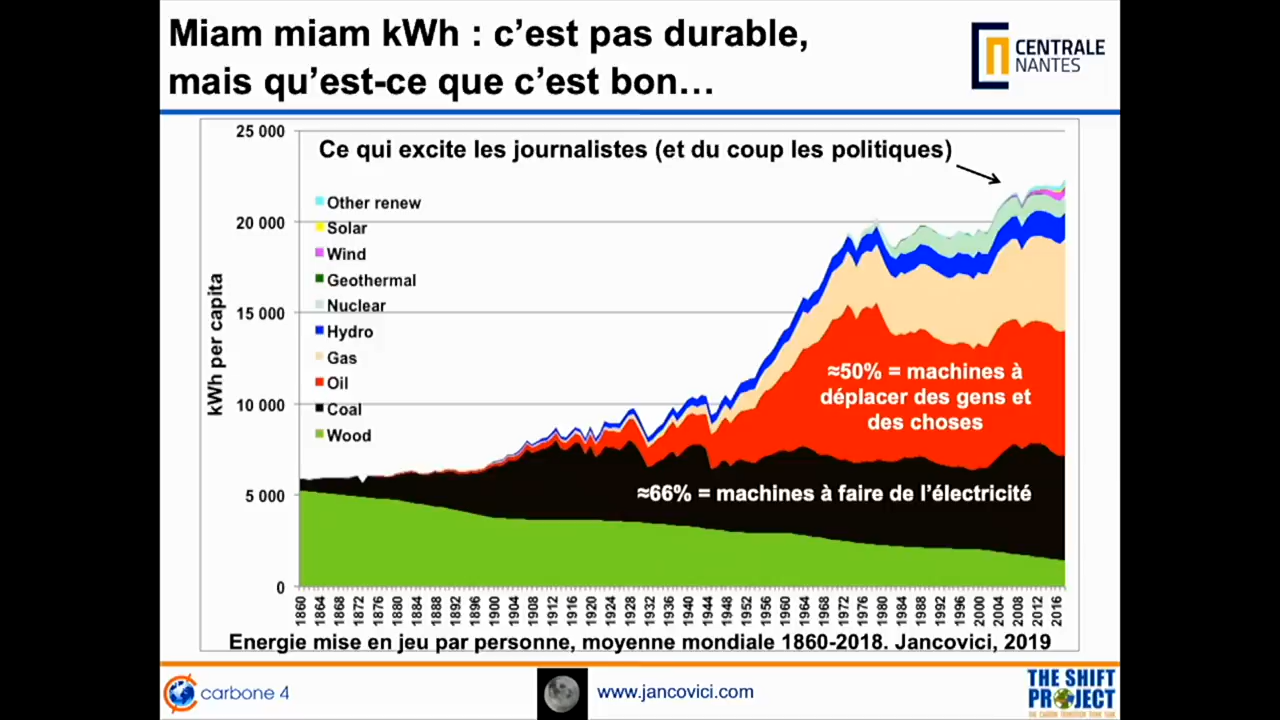 Miam miam kWh : c’est pas durable,
mais qu’est-ce que c’est bon…
CENTRALE
NANTES
25 000
20 000
15 000
10 000
5 000
0
kWh per capita
Ce qui excite les journalistes (et du coup les politiques)
Other renew
Solar
Wind
Geothermal
Nuclear
Hydro
Gas
Oil
Coal
Wood
≈50% = machines à
déplacer des gens et
des choses
≈66% = machines à faire de l’électricité
1860 1864 1868 1872 1876 1880 1884 1888 1892 1896 1900 1904 1908 1912 1916 1920 1924 1928 1932 1936 1940 1944 1948 1952 1956 1960 1964 1968 1972 1976 1980 1984 1988 1992 1996 2000 2004 2008 2012 2016
Energie mise en jeu par personne, moyenne mondiale 1860-2018. Jancovici, 2019
carbone 4
www.jancovici.com
THE SHIFT
PROJECT
THE CARBON TRANSITION THINK TANK